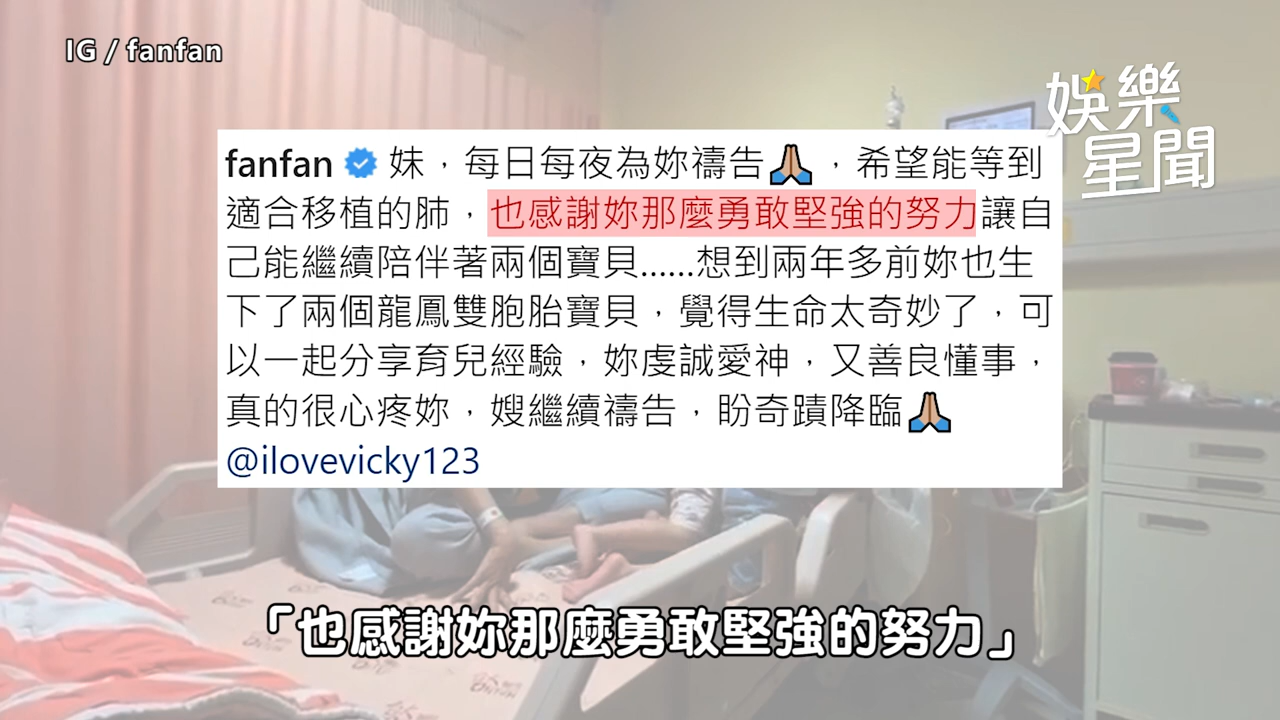 IG / fanfan
娛樂
星聞
fanfan 妹，每日每夜為妳禱告🙏🏽，希望能等到
適合移植的肺，也感謝妳那麼勇敢堅強的努力讓自
己能繼續陪伴著兩個寶貝......想到兩年多前妳也生
下了兩個龍鳳雙胞胎寶貝，覺得生命太奇妙了，可
以一起分享育兒經驗，妳虔誠愛神，又善良懂事，
真的很心疼妳，嫂繼續禱告，盼奇蹟降臨🙏🏽
@ilovevicky123
「也感謝妳那麼勇敢堅強的努力」